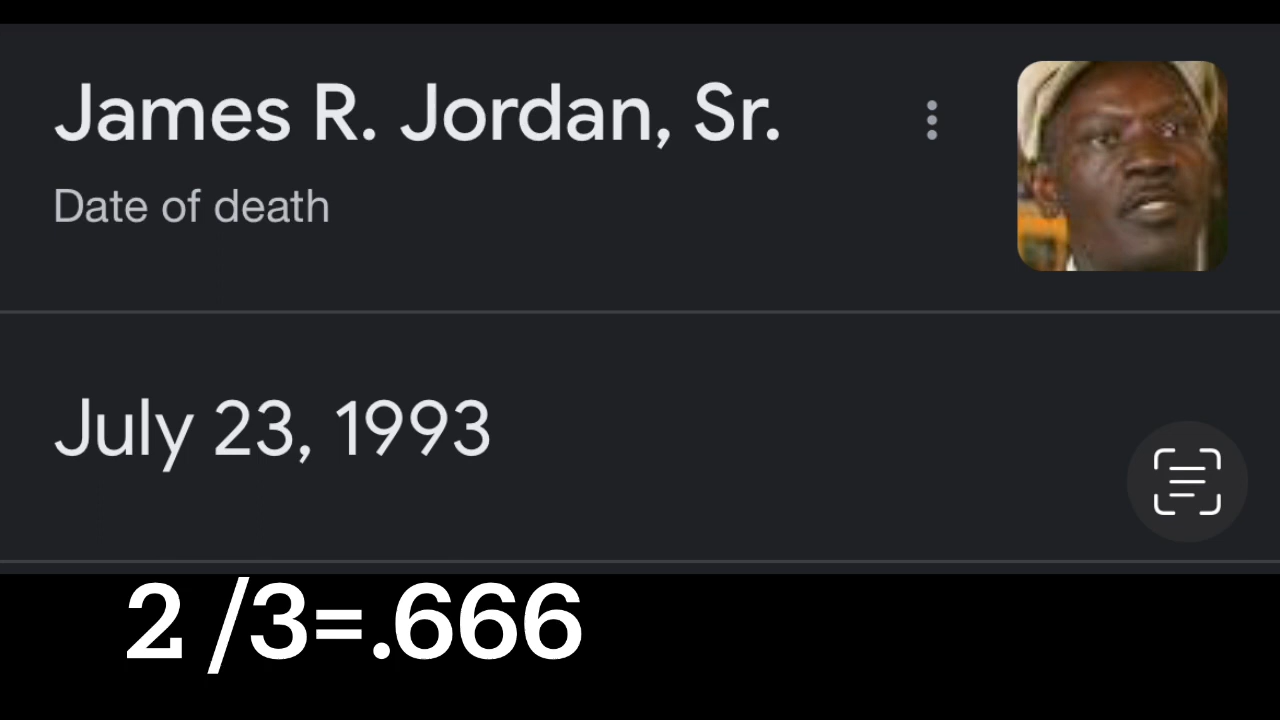 James R. Jordan, Sr.
Date of death
July 23, 1993
2 /3=.666